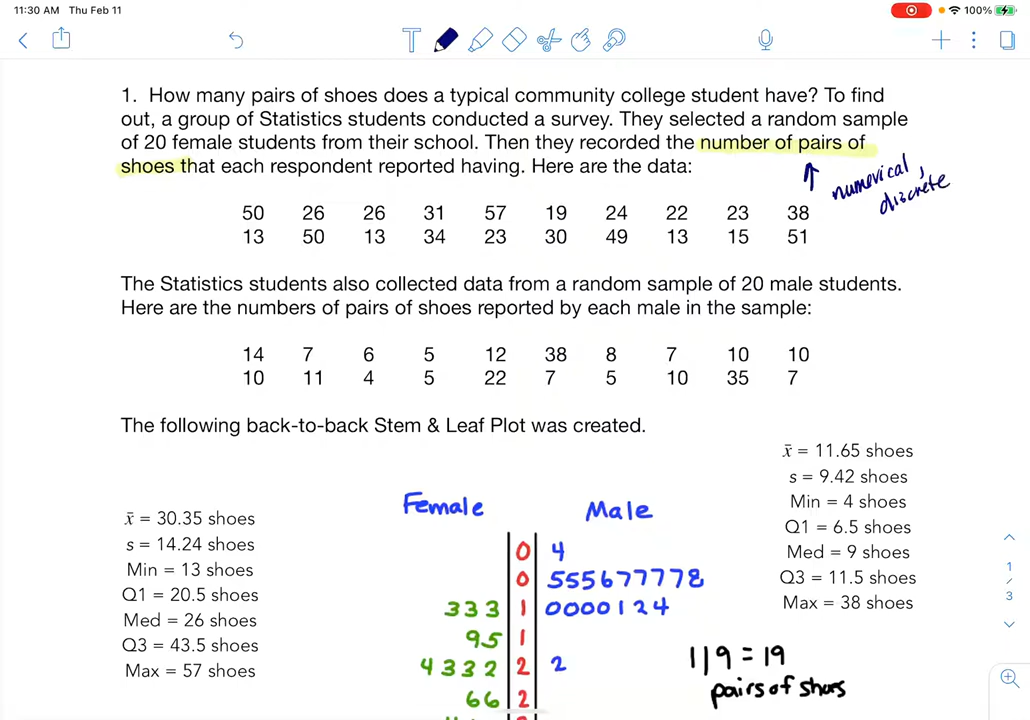 11:30 AM Thu Feb 11
100%
1. How many pairs of shoes does a typical community college student have? To find
out, a group of Statistics students conducted a survey. They selected a random sample
of 20 female students from their school. Then they recorded the number of pairs of
shoes that each respondent reported having. Here are the data:
numerical,
discrete
50 26 26 31 57 19 24 22 23 38
13 50 13 34 23 30 49 13 15 51
The Statistics students also collected data from a random sample of 20 male students.
Here are the numbers of pairs of shoes reported by each male in the sample:
14 7 6 5 12 38 8 7 10 10
10 11 4 5 22 7 5 10 35 7
The following back-to-back Stem & Leaf Plot was created.
x̄ = 30.35 shoes
s = 14.24 shoes
Min = 13 shoes
Q1 = 20.5 shoes
Med = 26 shoes
Q3 = 43.5 shoes
Max = 57 shoes
Female Male
0 4
0 555677778
333 1 0000124
95 1
4332 2 2
66 2
x̄ = 11.65 shoes
s = 9.42 shoes
Min = 4 shoes
Q1 = 6.5 shoes
Med = 9 shoes
Q3 = 11.5 shoes
Max = 38 shoes
1|9 = 19
pairs of shoes
1
3